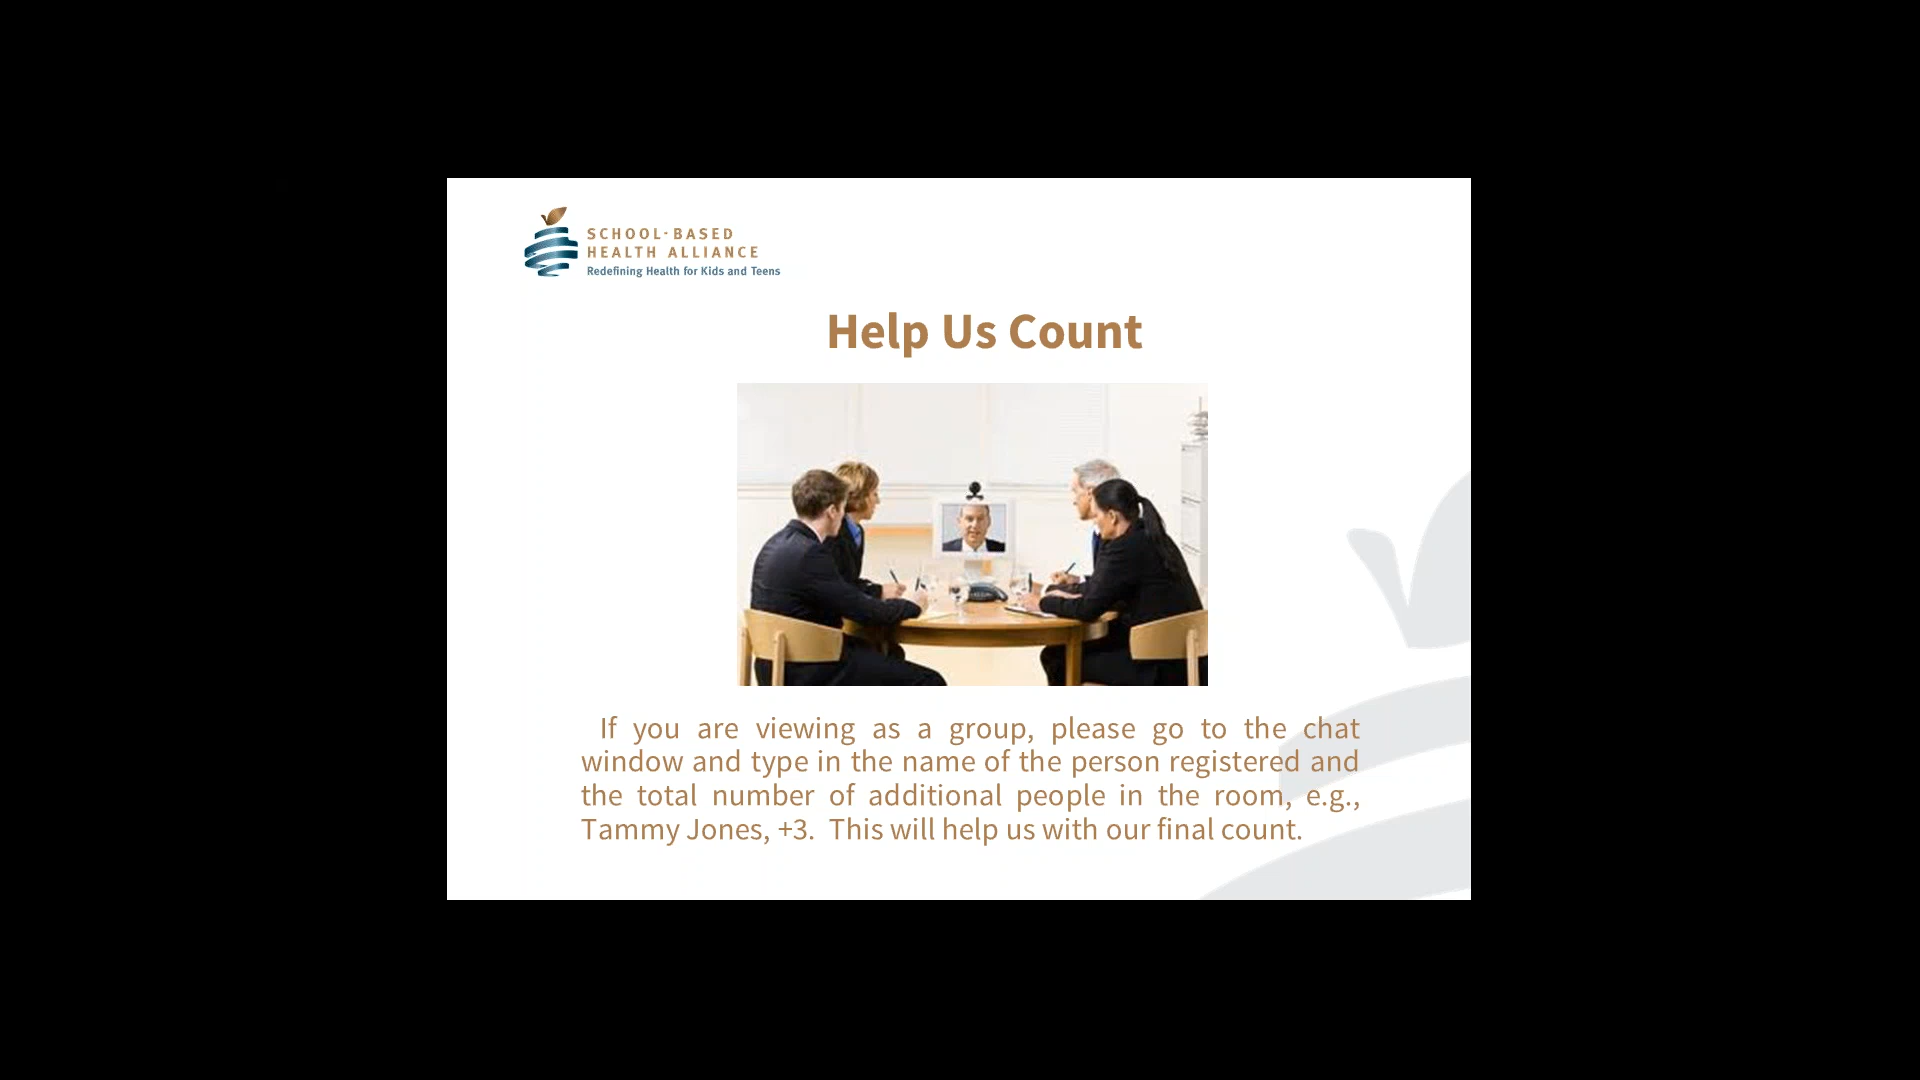 SCHOOL-BASED
HEALTH ALLIANCE
Redefining Health for Kids and Teens
Help Us Count
If you are viewing as a group, please go to the chat
window and type in the name of the person registered and
the total number of additional people in the room, e.g.,
Tammy Jones, +3. This will help us with our final count.